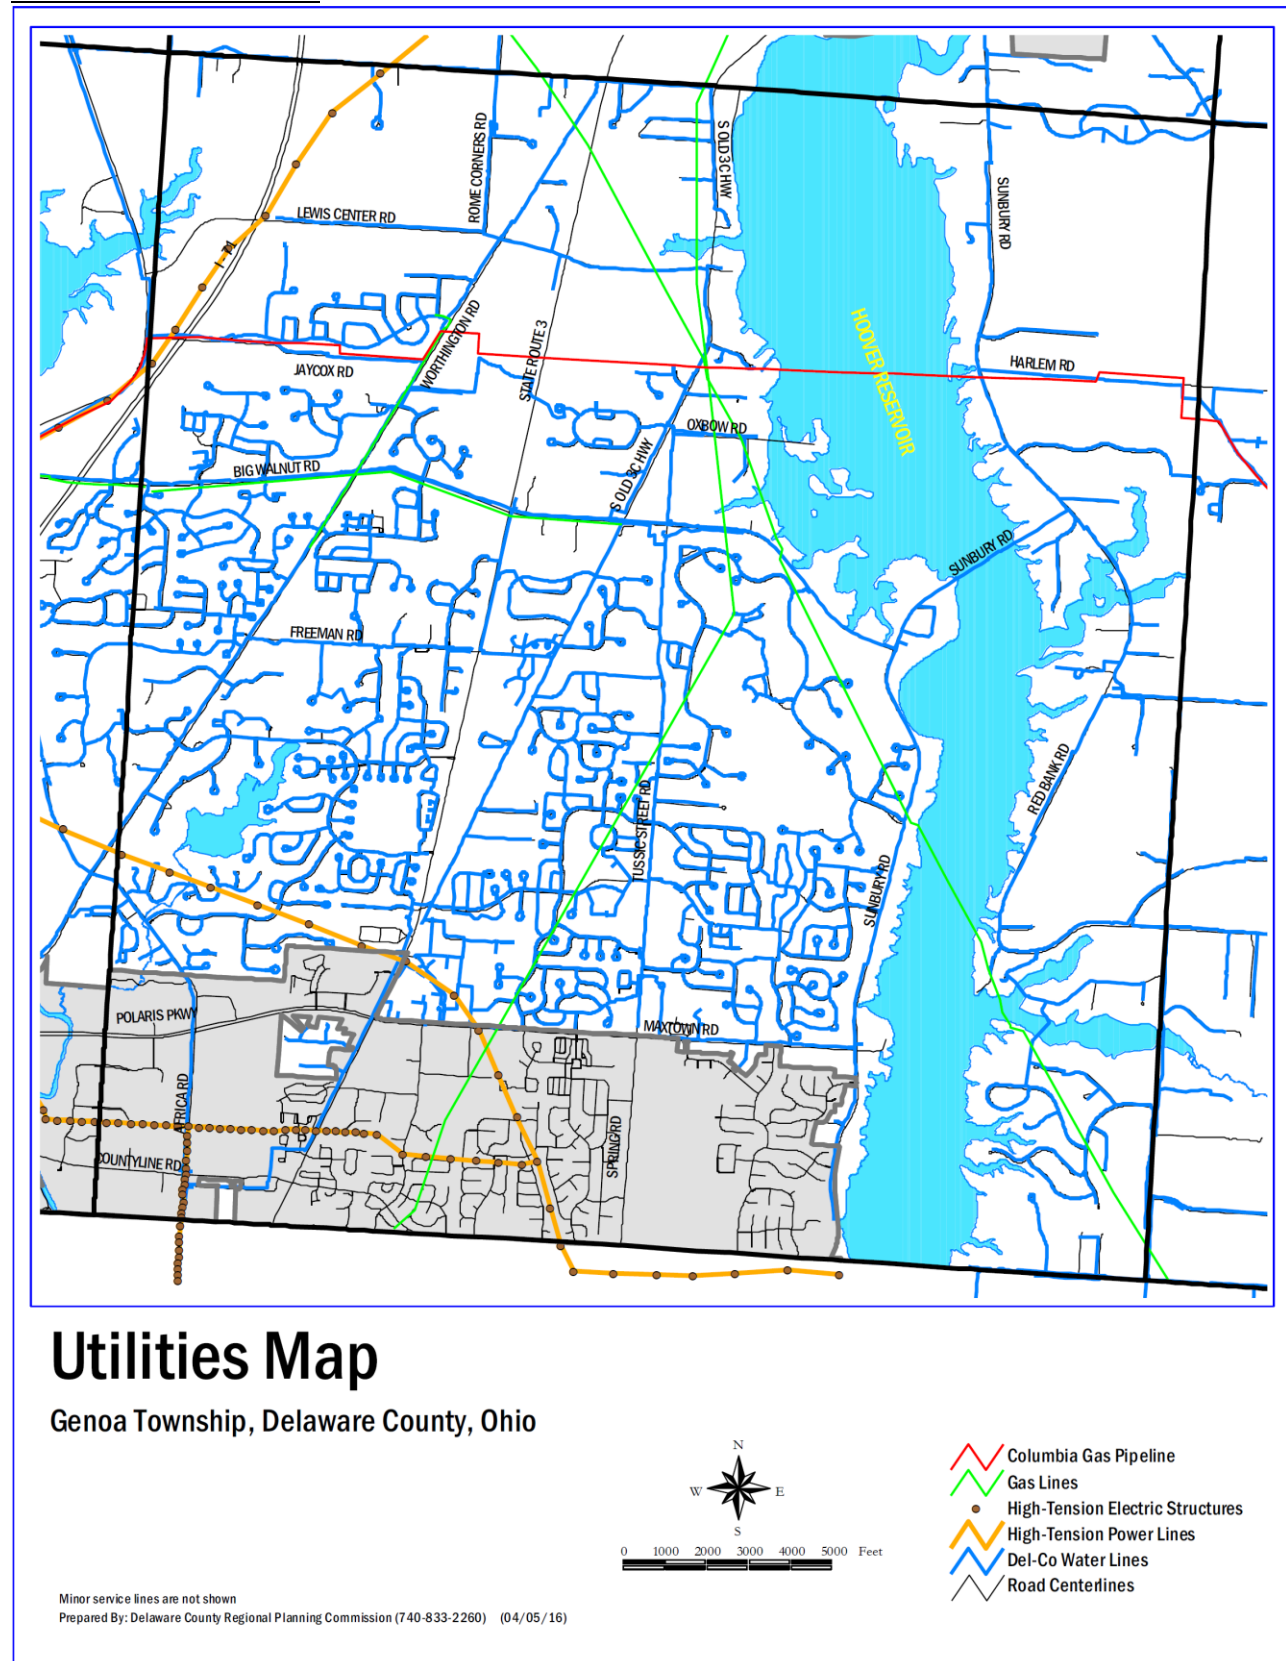 ROME CORNERS RD
S OLD 3C HWY
SUNBURY RD
LEWIS CENTER RD
I - 71
HOOVER RESERVOIR
WORTHINGTON RD
STATE ROUTE 3
HARLEM RD
JAYCOX RD
OXBOW RD
S OLD 3C HWY
BIG WALNUT RD
SUNBURY RD
FREEMAN RD
RED BANK RD
TUSSIC STREET RD
SUNBURY RD
POLARIS PKWY
MAXTOWN RD
AFRICA RD
SPRING RD
COUNTYLINE RD
Utilities Map
Genoa Township, Delaware County, Ohio
N
W E
S
0 1000 2000 3000 4000 5000 Feet
Columbia Gas Pipeline
Gas Lines
High-Tension Electric Structures
High-Tension Power Lines
Del-Co Water Lines
Road Centerlines
Minor service lines are not shown
Prepared By: Delaware County Regional Planning Commission (740-833-2260) (04/05/16)